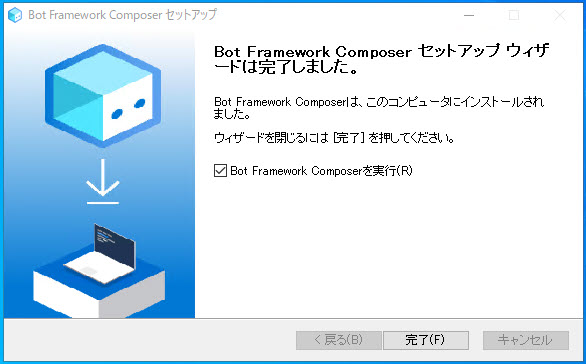 Bot Framework Composer セットアップ
Bot Framework Composer セットアップ ウィザ
ードは完了しました。
Bot Framework Composerは、このコンピュータにインストールされ
ました。
ウィザードを閉じるには [完了] を押してください。
Bot Framework Composerを実行(R)
< 戻る(B)
完了(F)
キャンセル